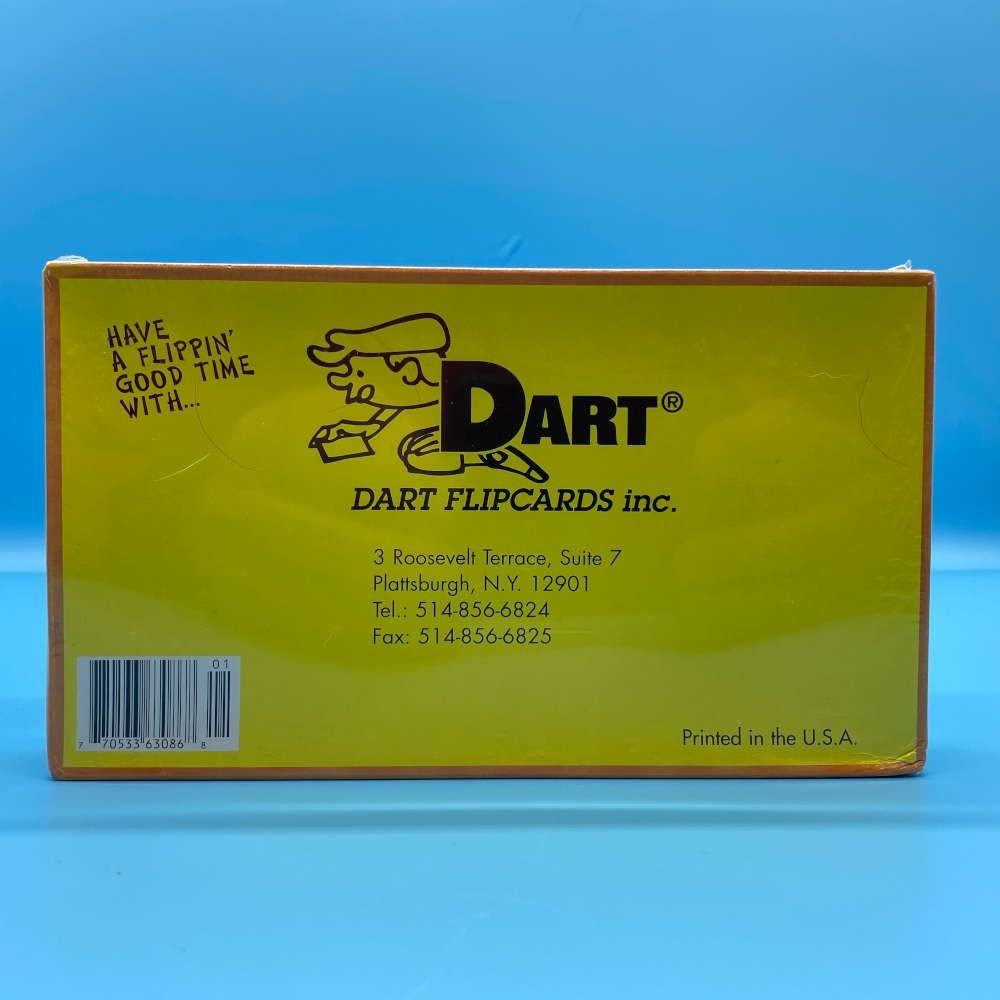 HAVE
A FLIPPIN'
GOOD TIME
WITH...
DART®
DART FLIPCARDS inc.
3 Roosevelt Terrace, Suite 7
Plattsburgh, N.Y. 12901
Tel.: 514-856-6824
Fax: 514-856-6825
01
7 70533 63086 8
Printed in the U.S.A.